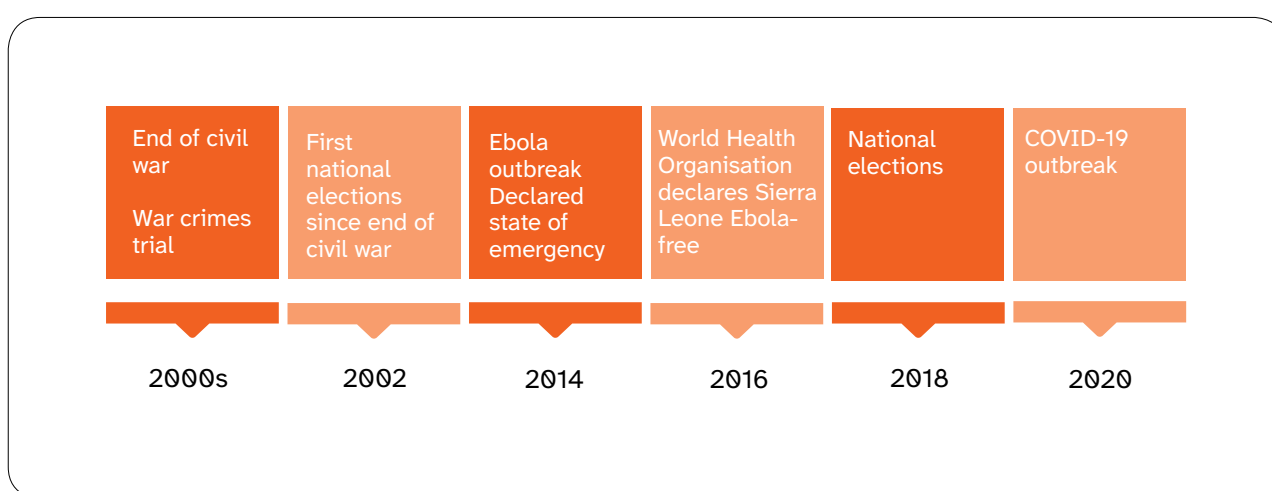 End of civil
war
War crimes
trial
First
national
elections
since end of
civil war
Ebola
outbreak
Declared
state of
emergency
World Health
Organisation
declares Sierra
Leone Ebola-
free
National
elections
COVID-19
outbreak
2000s
2002
2014
2016
2018
2020